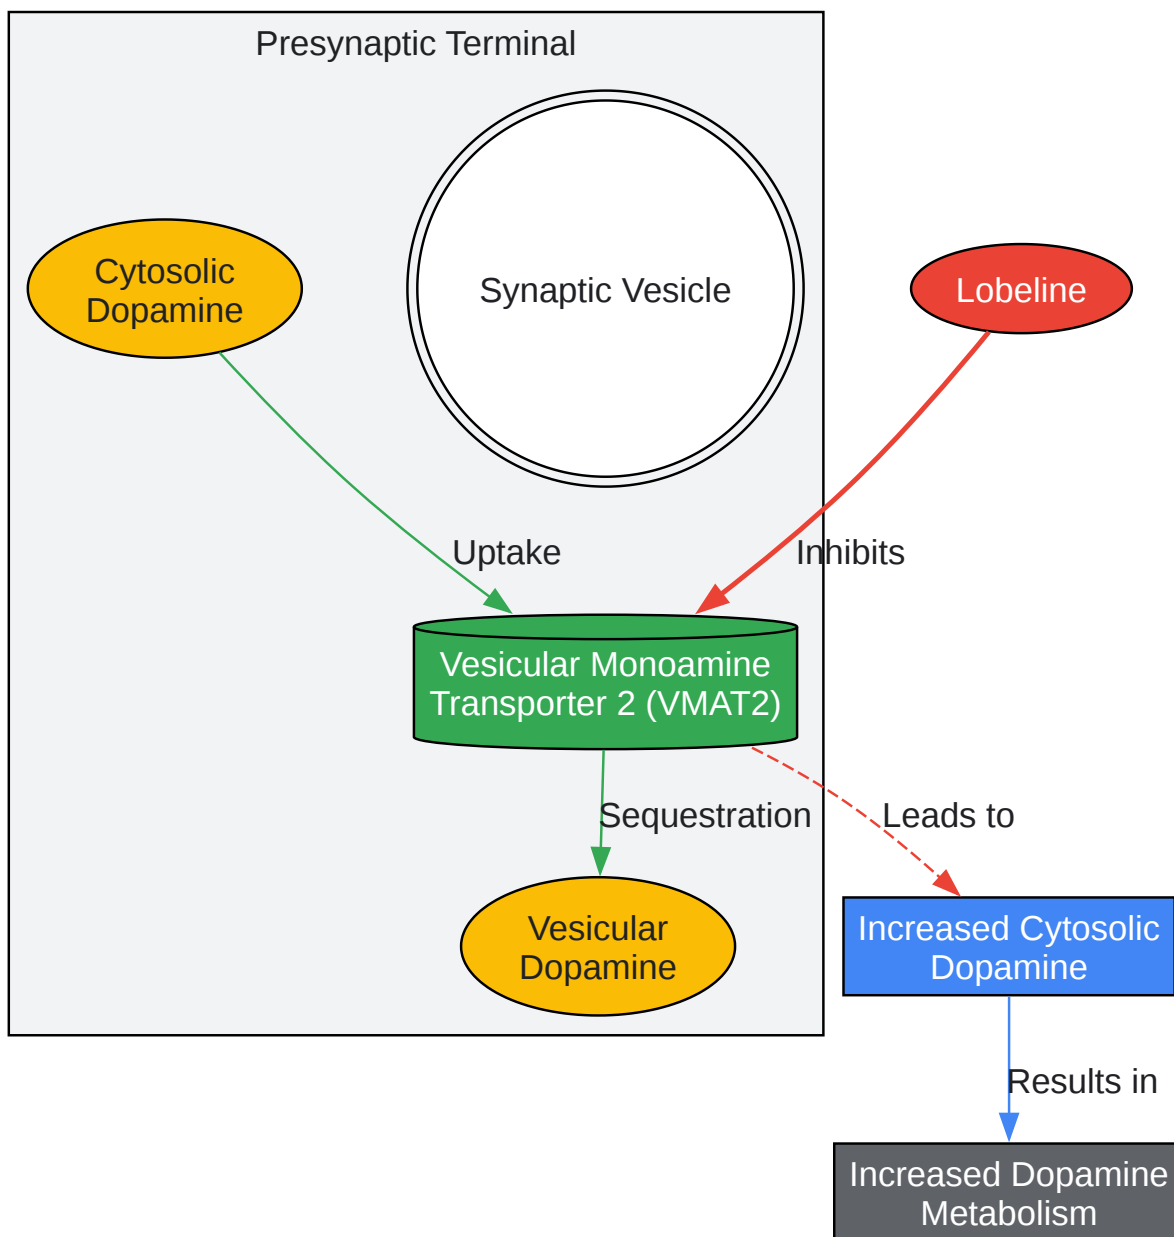 Presynaptic Terminal
Cytosolic
Dopamine
Synaptic Vesicle
Lobeline
Uptake
Inhibits
Vesicular Monoamine
Transporter 2 (VMAT2)
Sequestration
Leads to
Vesicular
Dopamine
Increased Cytosolic
Dopamine
Results in
Increased Dopamine
Metabolism